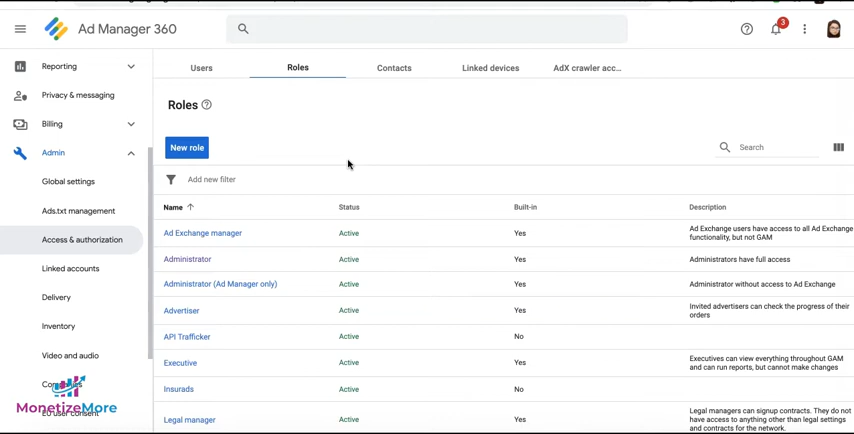 Ad Manager 360
3
Reporting
Privacy & messaging
Billing
Admin
Global settings
Ads.txt management
Access & authorization
Linked accounts
Delivery
Inventory
Video and audio
EU user consent
MonetizeMore
Users Roles Contacts Linked devices AdX crawler acc...
Roles
New role
Search
Add new filter
Name Status Built-in Description
Ad Exchange manager Active Yes Ad Exchange users have access to all Ad Exchange
functionality, but not GAM
Administrator Active Yes Administrators have full access
Administrator (Ad Manager only) Active Yes Administrator without access to Ad Exchange
Advertiser Active Yes Invited advertisers can check the progress of their
orders
API Trafficker Active No
Executive Active Yes Executives can view everything throughout GAM
and can run reports, but cannot make changes
Insurads Active No
Legal manager Active Yes Legal managers can signup contracts. They do not
have access to anything other than legal settings
and contracts for the network.